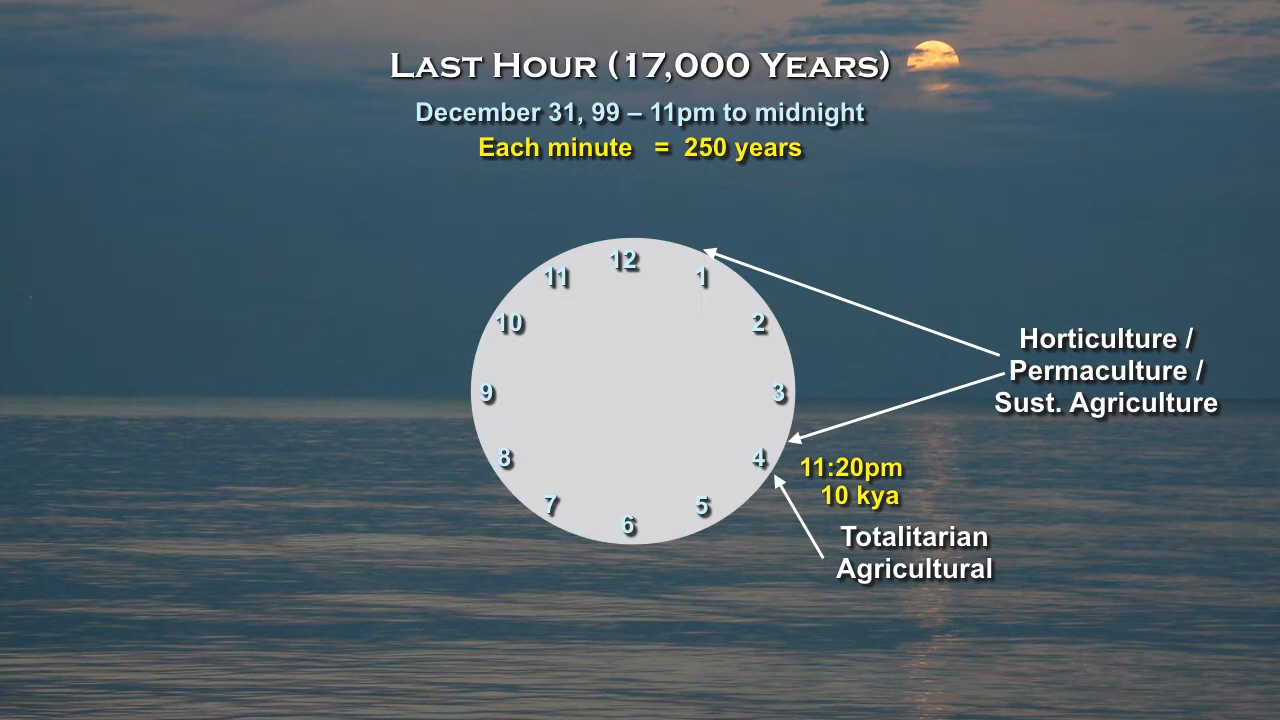 LAST HOUR (17,000 YEARS)
December 31, 99 – 11pm to midnight
Each minute = 250 years
12
11
1
10
2
9
3
8
4
7
5
6
Horticulture /
Permaculture /
Sust. Agriculture
11:20pm
10 kya
Totalitarian
Agricultural